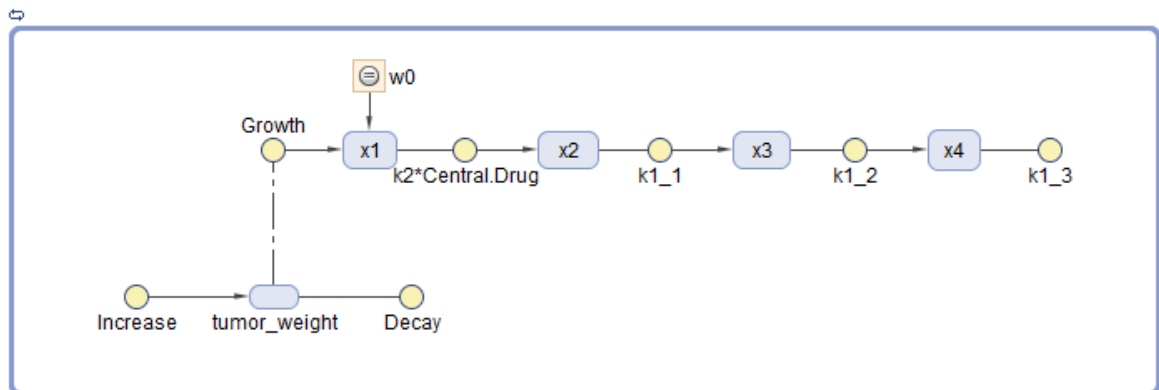 w0
Growth
x1
x2
x3
x4
k2*Central.Drug
k1_1
k1_2
k1_3
Increase
tumor_weight
Decay